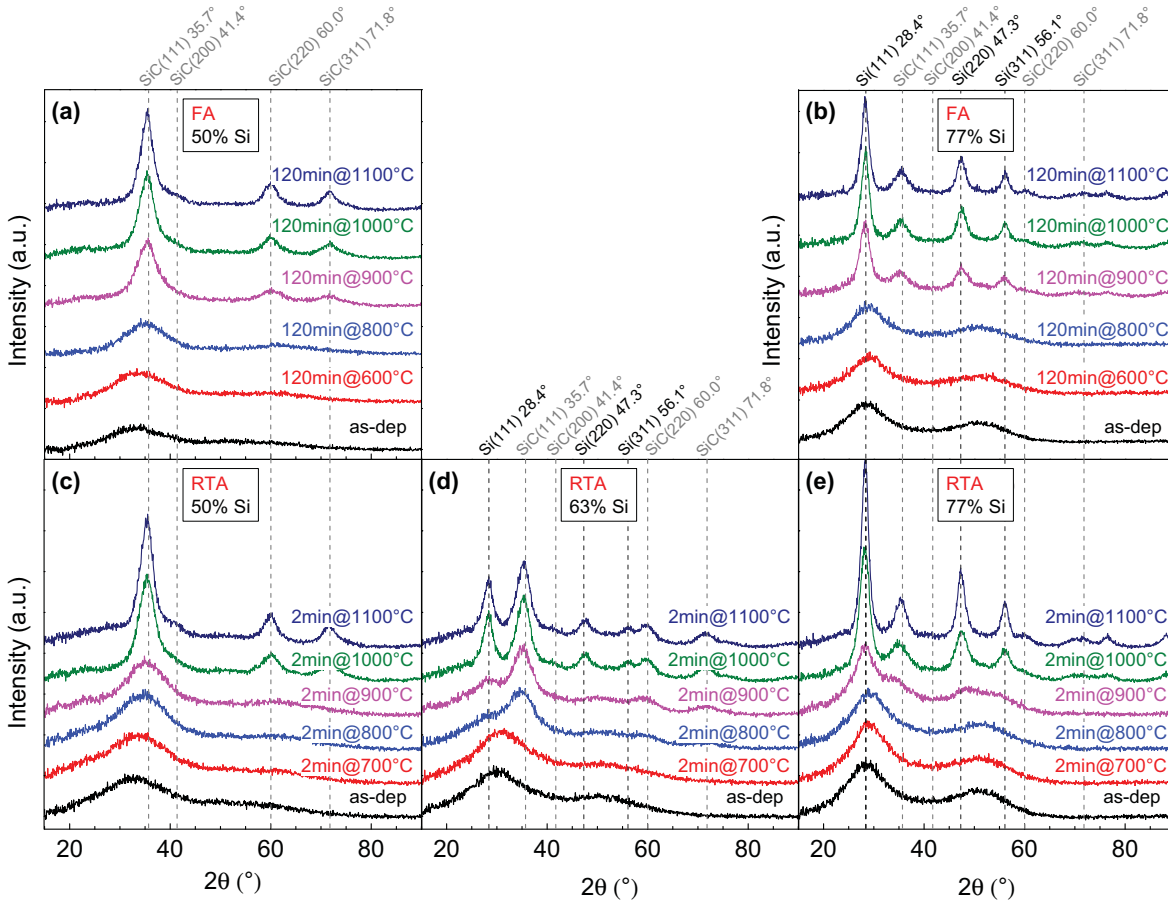 SiC(111) 35.7°
SiC(200) 41.4°
SiC(220) 60.0°
SiC(311) 71.8°
Si(111) 28.4°
SiC(111) 35.7°
SiC(200) 41.4°
Si(220) 47.3°
Si(311) 56.1°
SiC(220) 60.0°
SiC(311) 71.8°
(a)
FA
50% Si
120min@1100°C
120min@1000°C
120min@900°C
120min@800°C
120min@600°C
as-dep
Intensity (a.u.)
(b)
FA
77% Si
120min@1100°C
120min@1000°C
120min@900°C
120min@800°C
120min@600°C
as-dep
Intensity (a.u.)
Si(111) 28.4°
SiC(111) 35.7°
SiC(200) 41.4°
Si(220) 47.3°
Si(311) 56.1°
SiC(220) 60.0°
SiC(311) 71.8°
(c)
RTA
50% Si
2min@1100°C
2min@1000°C
2min@900°C
2min@800°C
2min@700°C
as-dep
Intensity (a.u.)
20 40 60 80
2θ (°)
(d)
RTA
63% Si
2min@1100°C
2min@1000°C
2min@900°C
2min@800°C
2min@700°C
as-dep
20 40 60 80
2θ (°)
(e)
RTA
77% Si
2min@1100°C
2min@1000°C
2min@900°C
2min@800°C
2min@700°C
as-dep
20 40 60 80
2θ (°)